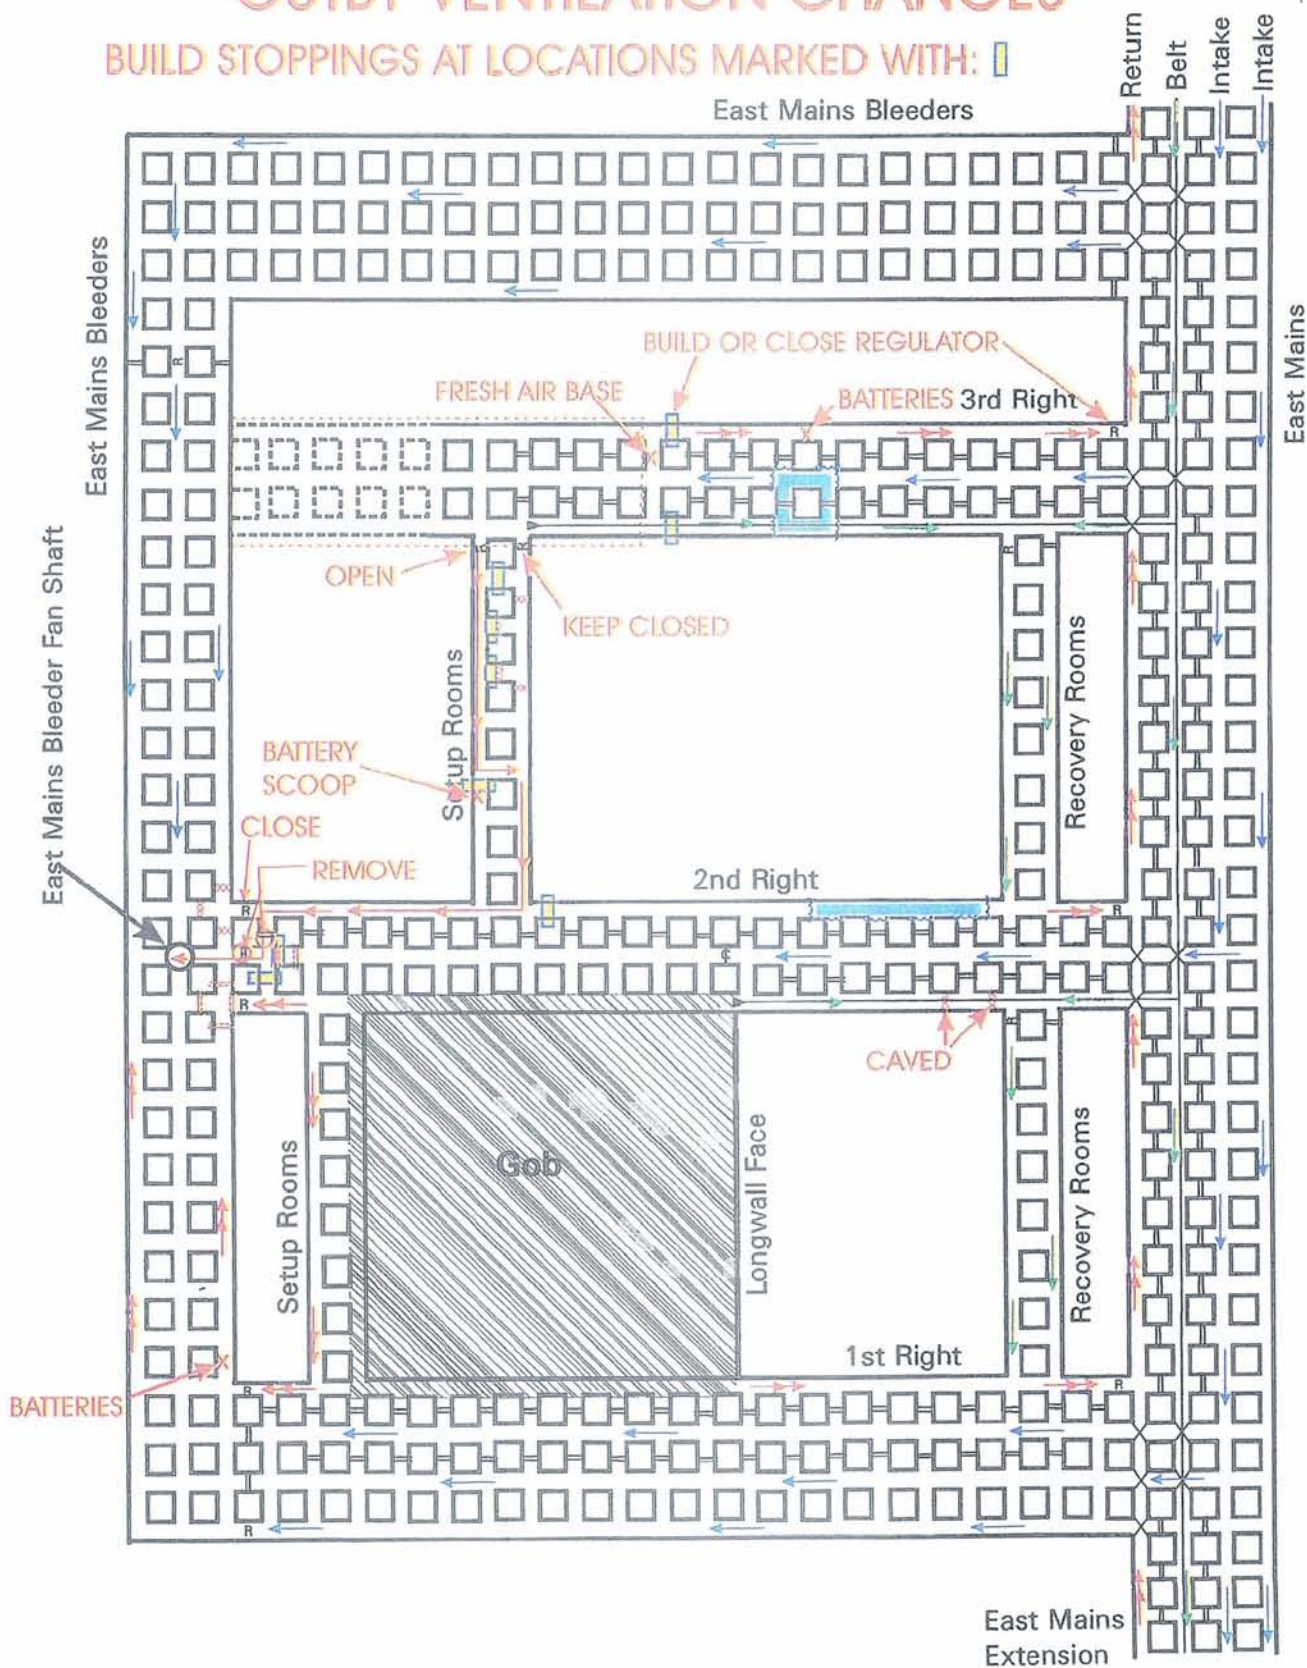 OUTBY VENTILATION CHANGES
BUILD STOPPINGS AT LOCATIONS MARKED WITH:
Return
Belt
Intake
Intake
East Mains Bleeders
East Mains Bleeders
East Mains
BUILD OR CLOSE REGULATOR
FRESH AIR BASE
BATTERIES
3rd Right
R
R
OPEN
KEEP CLOSED
R
R
East Mains Bleeder Fan Shaft
Setup Rooms
Recovery Rooms
BATTERY
SCOOP
CLOSE
REMOVE
2nd Right
R
R
R
R
CAVED
Gob
Longwall Face
Setup Rooms
Recovery Rooms
1st Right
BATTERIES
R
R
R
East Mains
Extension